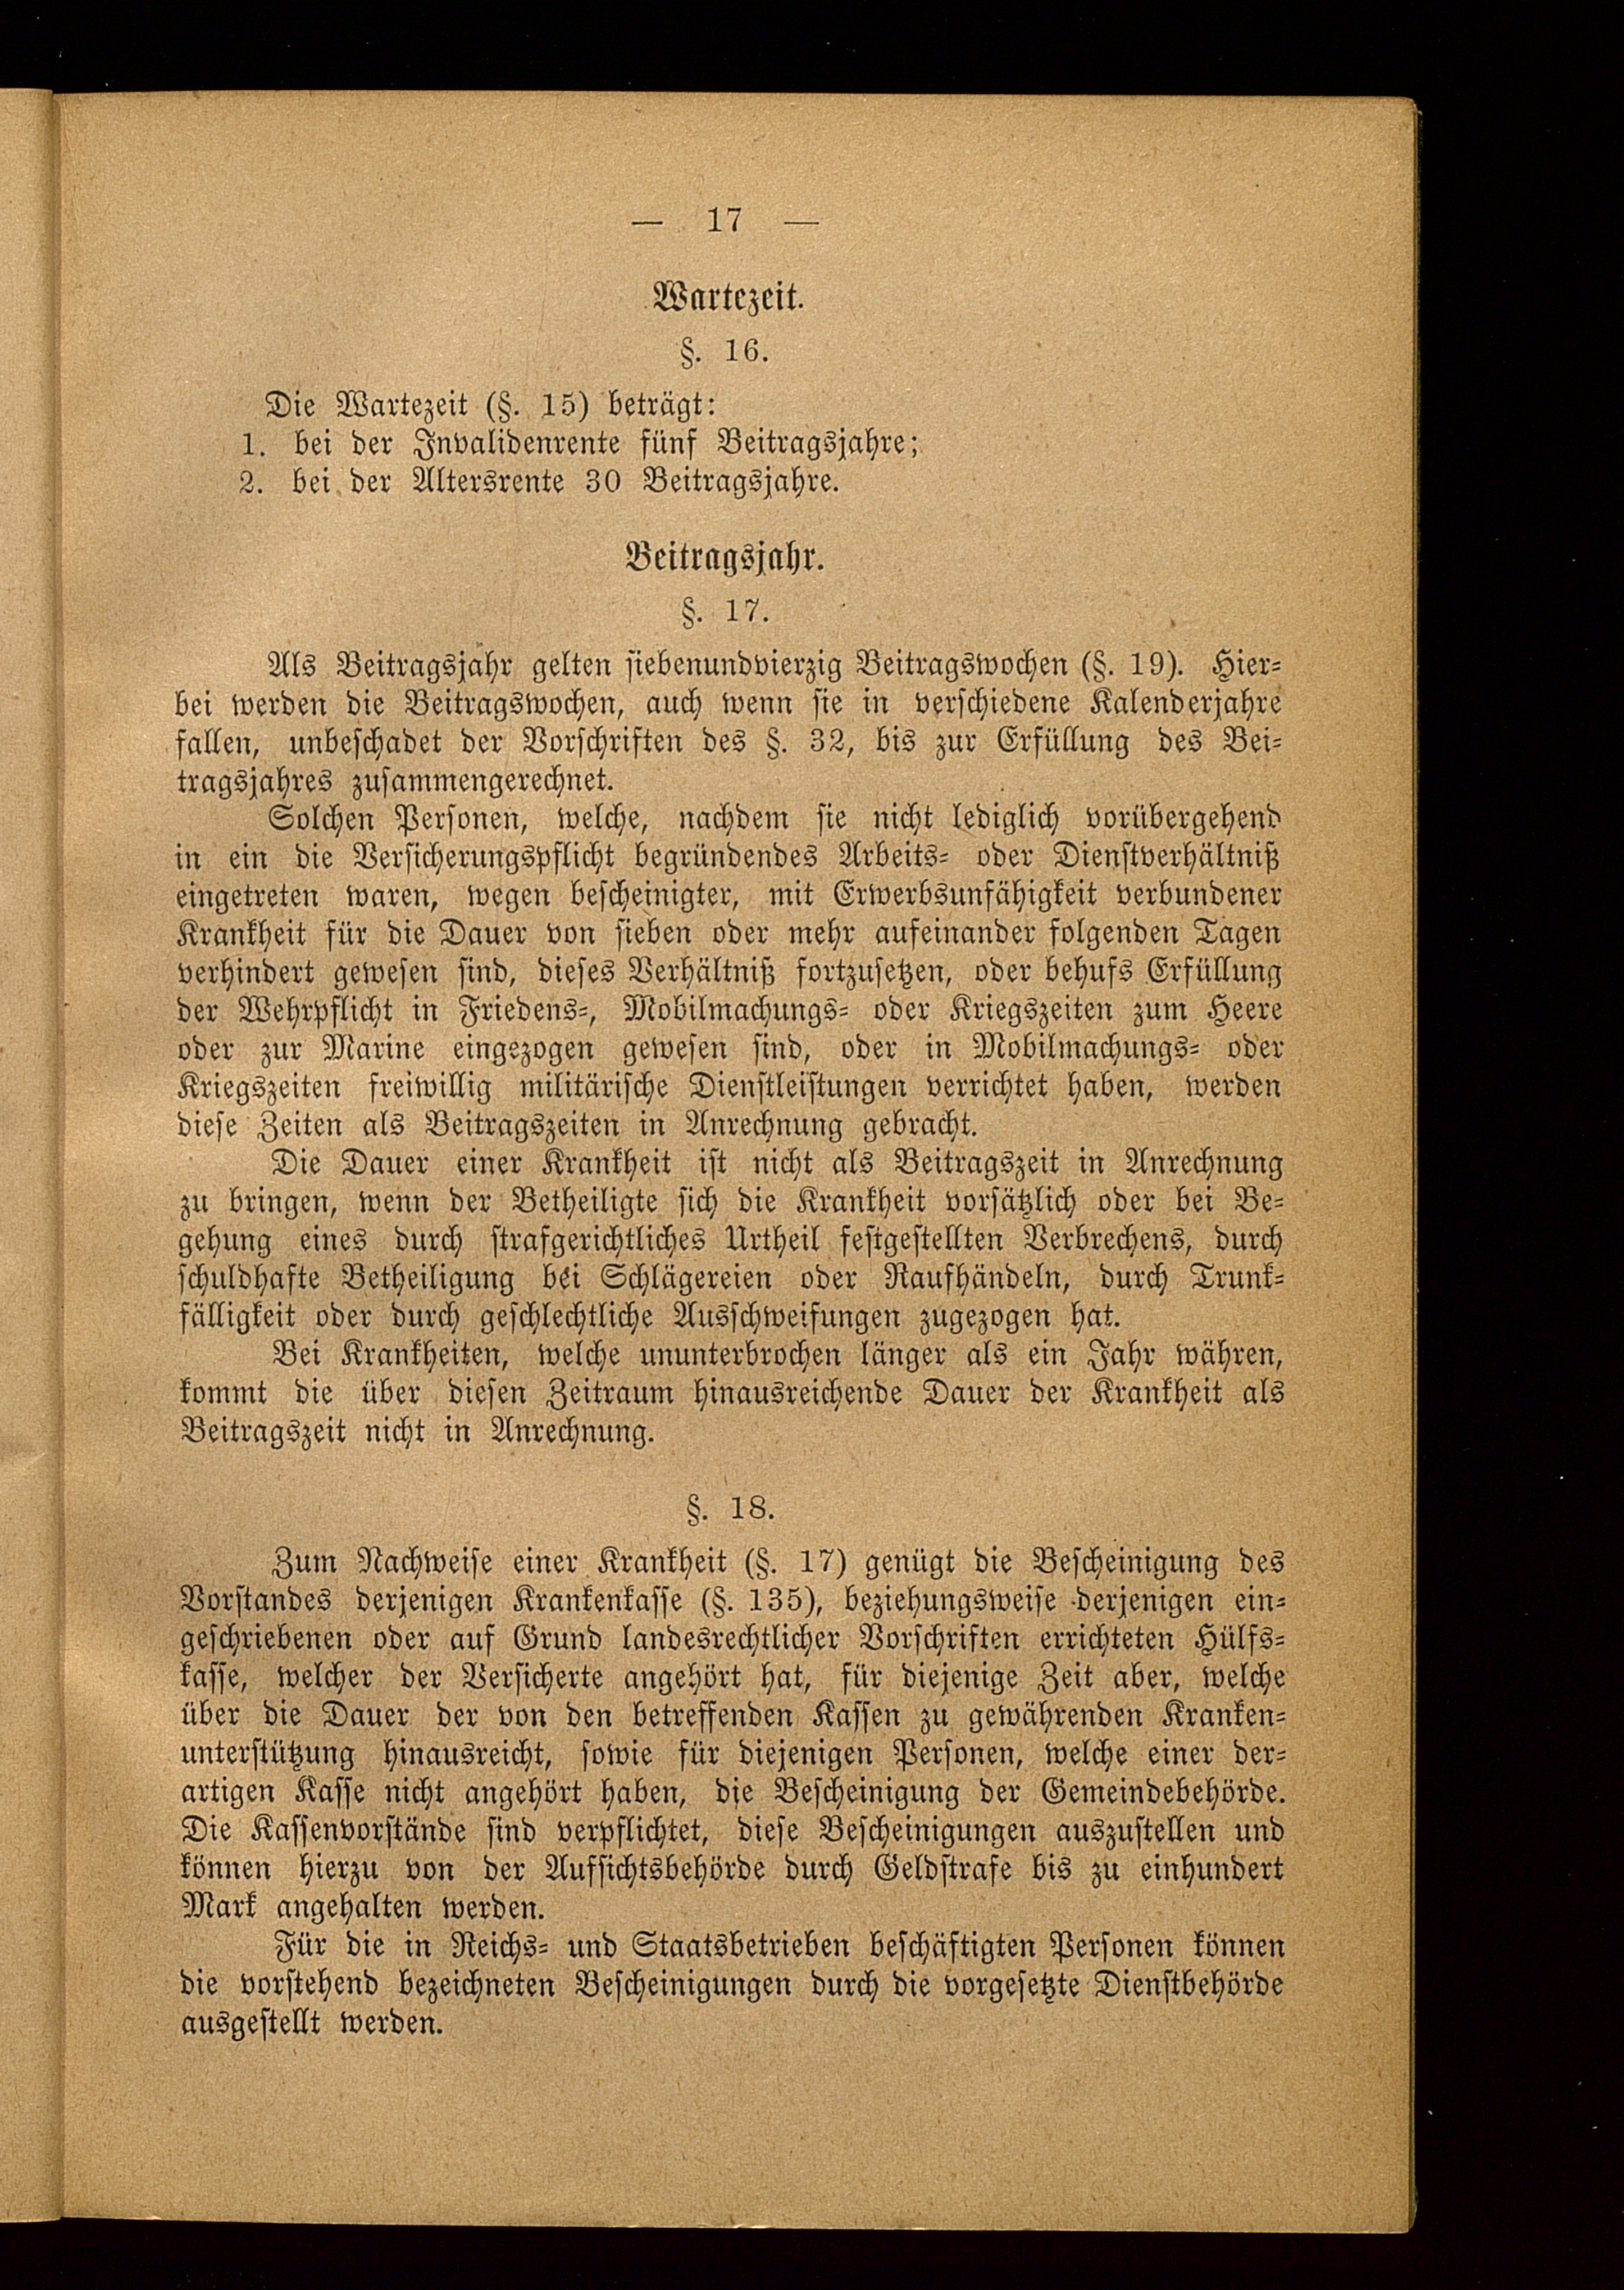 — 17 —
Wartezeit.
§. 16.
Die Wartezeit (§. 15) beträgt:
1. bei der Invalidenrente fünf Beitragsjahre;
2. bei der Altersrente 30 Beitragsjahre.
Beitragsjahr.
§. 17.
Als Beitragsjahr gelten siebenundvierzig Beitragswochen (§. 19). Hier-
bei werden die Beitragswochen, auch wenn sie in verschiedene Kalenderjahre
fallen, unbeschadet der Vorschriften des §. 32, bis zur Erfüllung des Bei-
tragsjahres zusammengerechnet.
Solchen Personen, welche, nachdem sie nicht lediglich vorübergehend
in ein die Versicherungspflicht begründendes Arbeits- oder Dienstverhältniß
eingetreten waren, wegen bescheinigter, mit Erwerbsunfähigkeit verbundener
Krankheit für die Dauer von sieben oder mehr aufeinander folgenden Tagen
verhindert gewesen sind, dieses Verhältniß fortzusetzen, oder behufs Erfüllung
der Wehrpflicht in Friedens-, Mobilmachungs- oder Kriegszeiten zum Heere
oder zur Marine eingezogen gewesen sind, oder in Mobilmachungs- oder
Kriegszeiten freiwillig militärische Dienstleistungen verrichtet haben, werden
diese Zeiten als Beitragszeiten in Anrechnung gebracht.
Die Dauer einer Krankheit ist nicht als Beitragszeit in Anrechnung
zu bringen, wenn der Betheiligte sich die Krankheit vorsätzlich oder bei Be-
gehung eines durch strafgerichtliches Urtheil festgestellten Verbrechens, durch
schuldhafte Betheiligung bei Schlägereien oder Raufhändeln, durch Trunk-
fälligkeit oder durch geschlechtliche Ausschweifungen zugezogen hat.
Bei Krankheiten, welche ununterbrochen länger als ein Jahr währen,
kommt die über diesen Zeitraum hinausreichende Dauer der Krankheit als
Beitragszeit nicht in Anrechnung.
§. 18.
Zum Nachweise einer Krankheit (§. 17) genügt die Bescheinigung des
Vorstandes derjenigen Krankenkasse (§. 135), beziehungsweise derjenigen ein-
geschriebenen oder auf Grund landesrechtlicher Vorschriften errichteten Hülfs-
kasse, welcher der Versicherte angehört hat, für diejenige Zeit aber, welche
über die Dauer der von den betreffenden Kassen zu gewährenden Kranken-
unterstützung hinausreicht, sowie für diejenigen Personen, welche einer der-
artigen Kasse nicht angehört haben, die Bescheinigung der Gemeindebehörde.
Die Kassenvorstände sind verpflichtet, diese Bescheinigungen auszustellen und
können hierzu von der Aufsichtsbehörde durch Geldstrafe bis zu einhundert
Mark angehalten werden.
Für die in Reichs- und Staatsbetrieben beschäftigten Personen können
die vorstehend bezeichneten Bescheinigungen durch die vorgesetzte Dienstbehörde
ausgestellt werden.